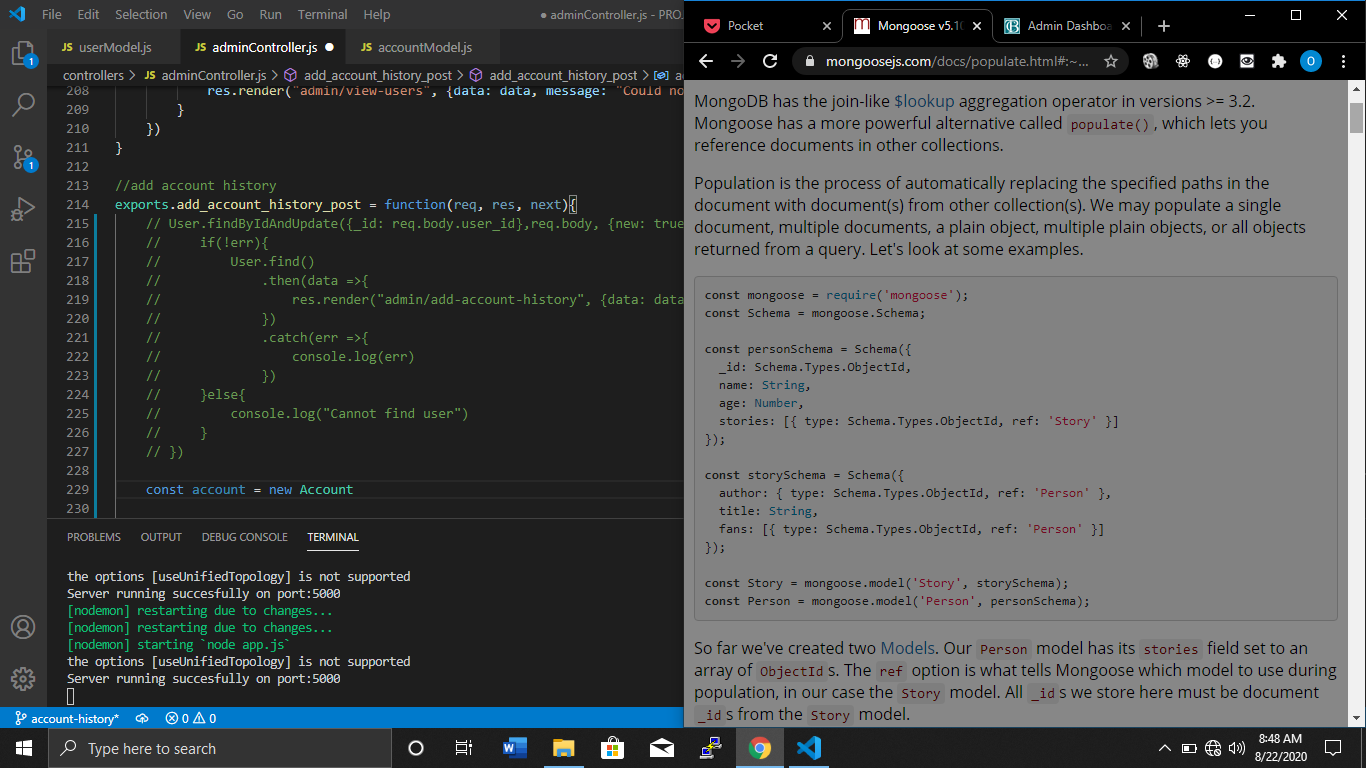 File Edit Selection View Go Run Terminal Help ● adminController.js - PROJ
JS userModel.js JS adminController.js ● JS accountModel.js
controllers > JS adminController.js > add_account_history_post > add_account_history_post > ac
208 res.render("admin/view-users", {data: data, message: "Could no
209 }
210 })
211 }
212
213 //add account history
214 exports.add_account_history_post = function(req, res, next){
215 // User.findByIdAndUpdate({_id: req.body.user_id},req.body, {new: true
216 // if(!err){
217 // User.find()
218 // .then(data =>{
219 // res.render("admin/add-account-history", {data: data
220 // })
221 // .catch(err =>{
222 // console.log(err)
223 // })
224 // }else{
225 // console.log("Cannot find user")
226 // }
227 // })
228
229 const account = new Account
230
PROBLEMS OUTPUT DEBUG CONSOLE TERMINAL
the options [useUnifiedTopology] is not supported
Server running succesfully on port:5000
[nodemon] restarting due to changes...
[nodemon] restarting due to changes...
[nodemon] starting `node app.js`
the options [useUnifiedTopology] is not supported
Server running succesfully on port:5000
1
1
account-history* 0 0
Pocket Mongoose v5.10 Admin Dashboa
mongoosejs.com/docs/populate.html#:~... O
MongoDB has the join-like $lookup aggregation operator in versions >= 3.2.
Mongoose has a more powerful alternative called populate(), which lets you
reference documents in other collections.
Population is the process of automatically replacing the specified paths in the
document with document(s) from other collection(s). We may populate a single
document, multiple documents, a plain object, multiple plain objects, or all objects
returned from a query. Let's look at some examples.
const mongoose = require('mongoose');
const Schema = mongoose.Schema;
const personSchema = Schema({
_id: Schema.Types.ObjectId,
name: String,
age: Number,
stories: [{ type: Schema.Types.ObjectId, ref: 'Story' }]
});
const storySchema = Schema({
author: { type: Schema.Types.ObjectId, ref: 'Person' },
title: String,
fans: [{ type: Schema.Types.ObjectId, ref: 'Person' }]
});
const Story = mongoose.model('Story', storySchema);
const Person = mongoose.model('Person', personSchema);
So far we've created two Models. Our Person model has its stories field set to an
array of ObjectIds. The ref option is what tells Mongoose which model to use during
population, in our case the Story model. All _ids we store here must be document
_ids from the Story model.
Type here to search
8:48 AM
8/22/2020